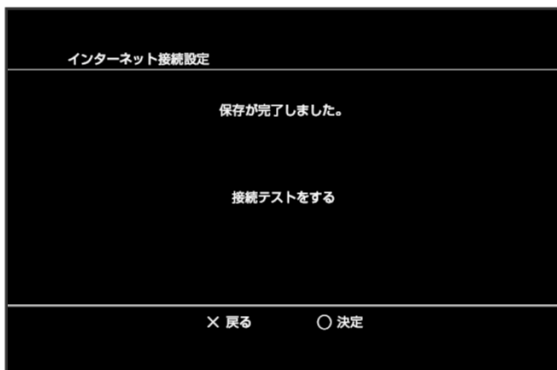 インターネット接続設定
保存が完了しました。
接続テストをする
× 戻る ○ 決定